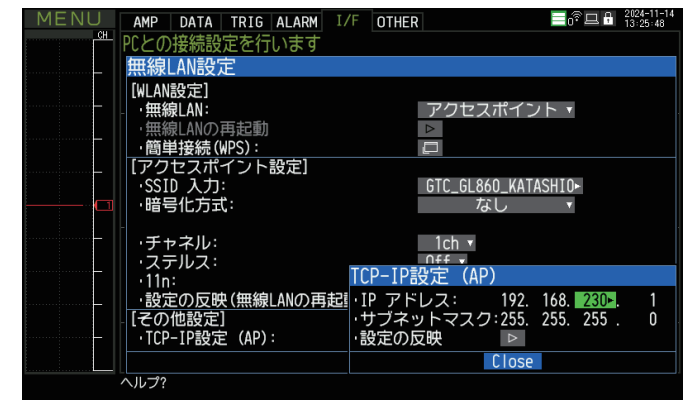 MENU AMP DATA TRIG ALARM I/F OTHER 2024-11-14
13:25:48
CH
PCとの接続設定を行います
無線LAN設定
[WLAN設定]
・無線LAN: アクセスポイント ▾
・無線LANの再起動 ▷
・簡単接続(WPS):
[アクセスポイント設定]
・SSID 入力: GTC_GL860_KATASHIO▸
・暗号化方式: なし ▾
1
・チャネル: 1ch ▾
・ステルス: Off ▾
・11n:
・設定の反映(無線LANの再起
[その他設定]
・TCP-IP設定 (AP):
TCP-IP設定 (AP)
・IP アドレス: 192. 168. 230▸. 1
・サブネットマスク:255. 255. 255 . 0
・設定の反映 ▷
Close
ヘルプ?